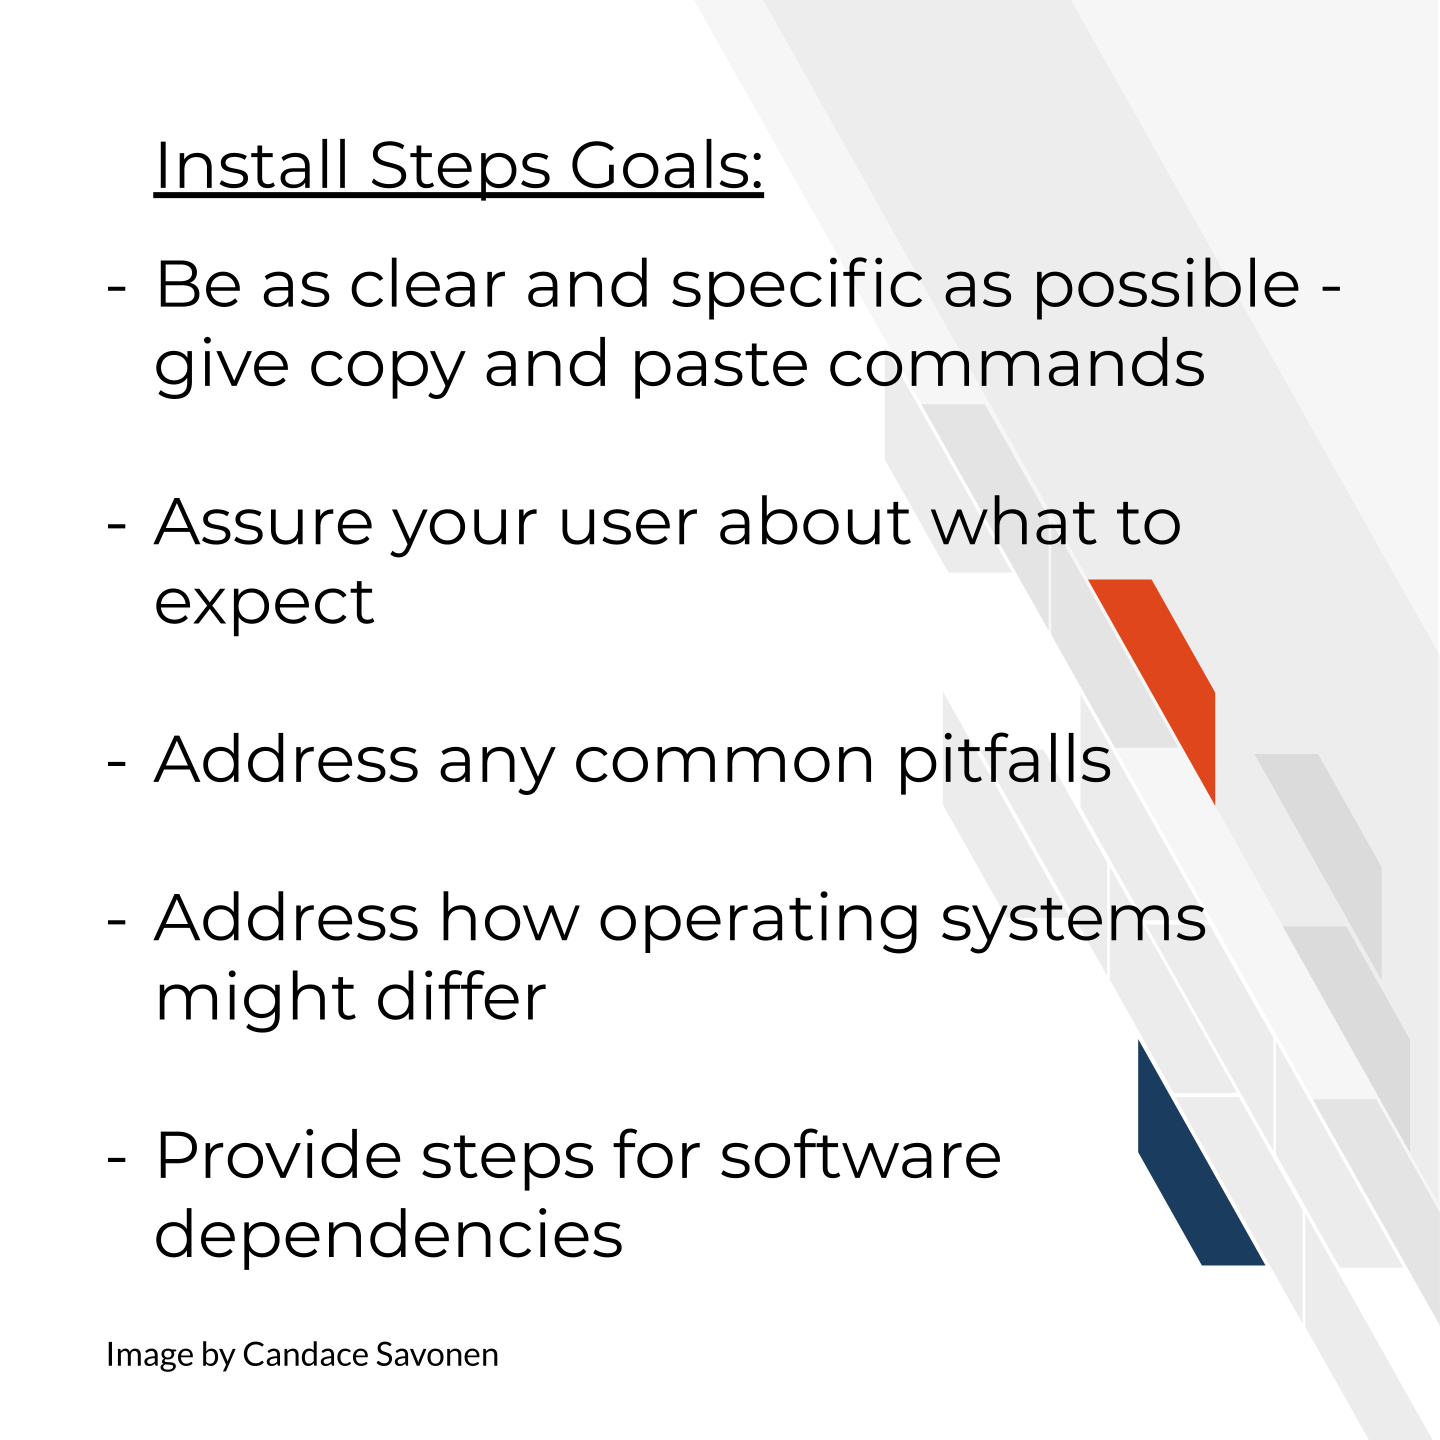 Install Steps Goals:
- Be as clear and specific as possible -
give copy and paste commands
- Assure your user about what to
expect
- Address any common pitfalls
- Address how operating systems
might differ
- Provide steps for software
dependencies
Image by Candace Savonen